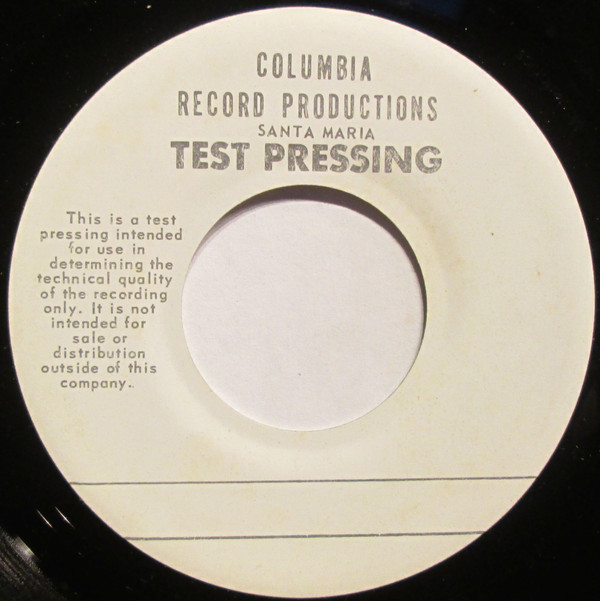 COLUMBIA
RECORD PRODUCTIONS
SANTA MARIA
TEST PRESSING
This is a test
pressing intended
for use in
determining the
technical quality
of the recording
only. It is not
intended for
sale or
distribution
outside of this
company.